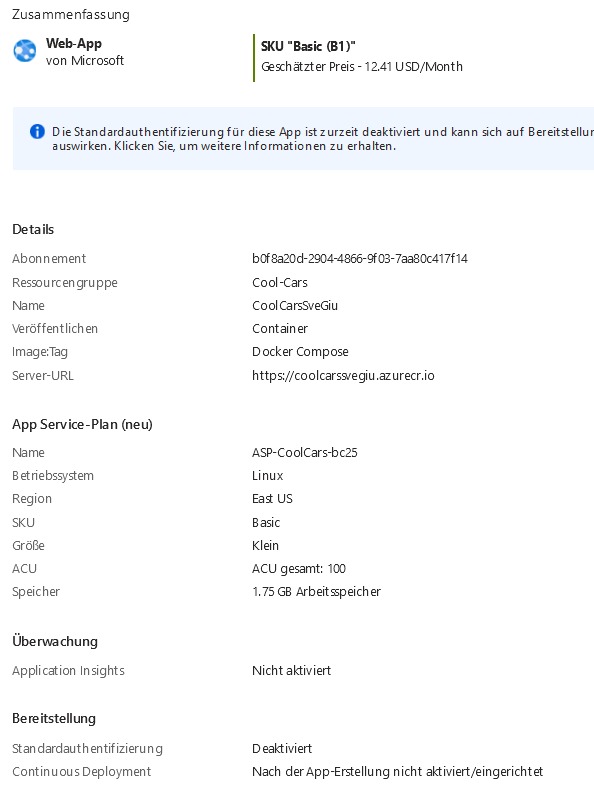 Zusammenfassung
Web-App
von Microsoft
SKU "Basic (B1)"
Geschätzter Preis - 12.41 USD/Month
Die Standardauthentifizierung für diese App ist zurzeit deaktiviert und kann sich auf Bereitstellun
auswirken. Klicken Sie, um weitere Informationen zu erhalten.
Details
Abonnement b0f8a20d-2904-4866-9f03-7aa80c417f14
Ressourcengruppe Cool-Cars
Name CoolCarsSveGiu
Veröffentlichen Container
Image:Tag Docker Compose
Server-URL https://coolcarssvegiu.azurecr.io
App Service-Plan (neu)
Name ASP-CoolCars-bc25
Betriebssystem Linux
Region East US
SKU Basic
Größe Klein
ACU ACU gesamt: 100
Speicher 1.75 GB Arbeitsspeicher
Überwachung
Application Insights Nicht aktiviert
Bereitstellung
Standardauthentifizierung Deaktiviert
Continuous Deployment Nach der App-Erstellung nicht aktiviert/eingerichtet